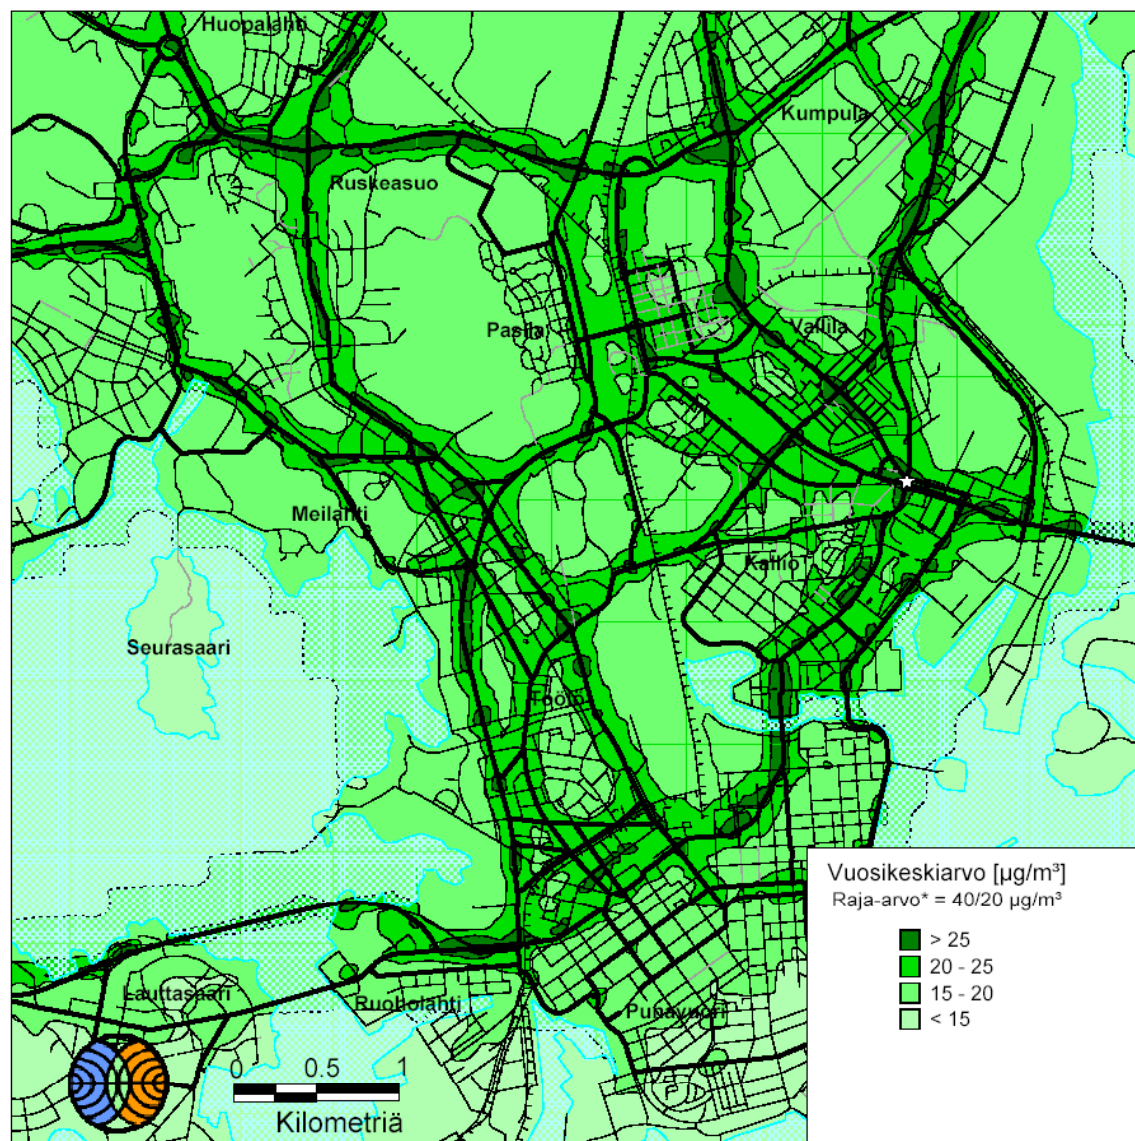 Huopalahti
Kumpula
Ruskeasuo
Pasila
Vallila
Meilahti
Kallio
Seurasaari
Töölö
Vuosikeskiarvo [µg/m³]
Raja-arvo* = 40/20 µg/m³
> 25
20 - 25
15 - 20
< 15
Lauttasaari
Ruoholahti
Punavuori
0 0.5 1
Kilometriä